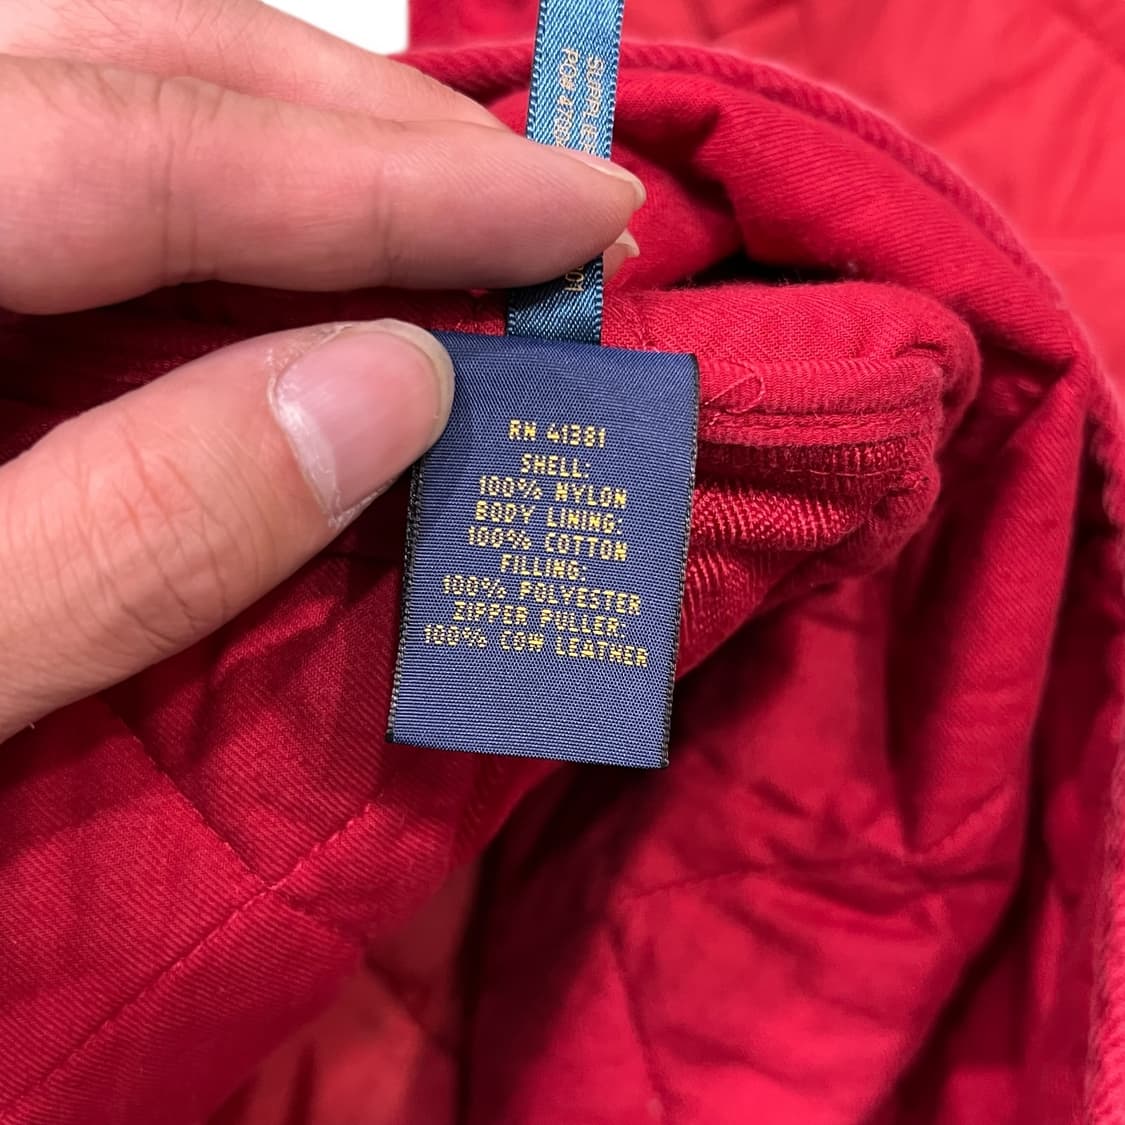 RN 41381
SHELL:
100% NYLON
BODY LINING:
100% COTTON
FILLING:
100% POLYESTER
ZIPPER PULLER:
100% COW LEATHER